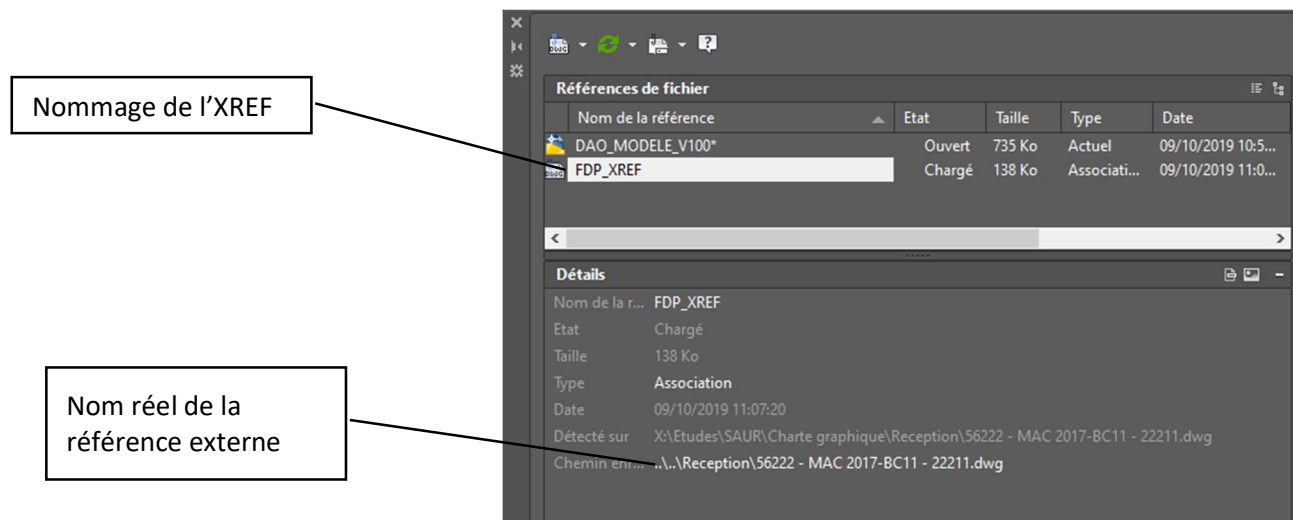 DWG
?
Références de fichier
Nommage de l’XREF
Nom de la référence Etat Taille Type Date
DAO_MODELE_V100* Ouvert 735 Ko Actuel 09/10/2019 10:5...
FDP_XREF Chargé 138 Ko Associati... 09/10/2019 11:0...
Détails
Nom de la r... FDP_XREF
Etat Chargé
Taille 138 Ko
Type Association
Date 09/10/2019 11:07:20
Nom réel de la
référence externe
Détecté sur X:\Etudes\SAUR\Charte graphique\Reception\56222 - MAC 2017-BC11 - 22211.dwg
Chemin enr... ..\..\Reception\56222 - MAC 2017-BC11 - 22211.dwg